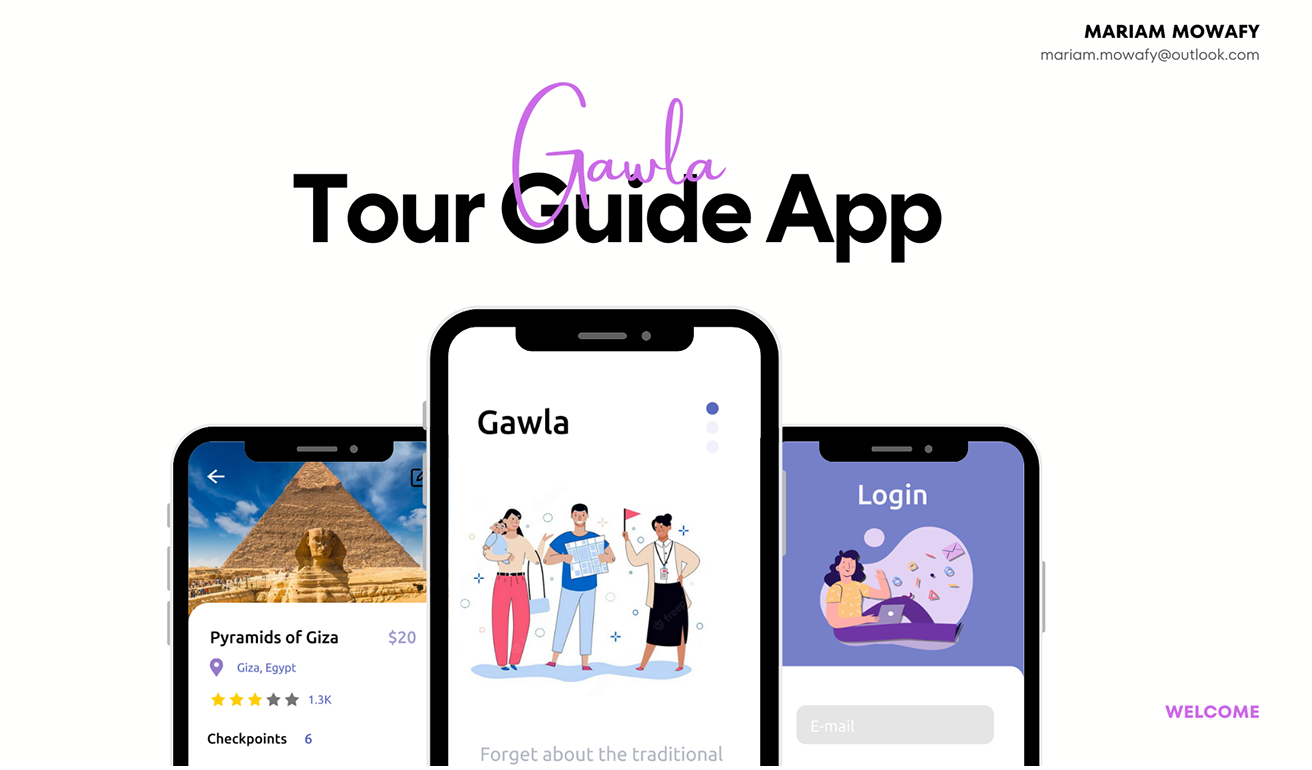 MARIAM MOWAFY
mariam.mowafy@outlook.com
Gawla
Tour Guide App
Gawla
Login
Pyramids of Giza $20
Giza, Egypt
1.3K
Checkpoints 6
E-mail
Forget about the traditional
WELCOME